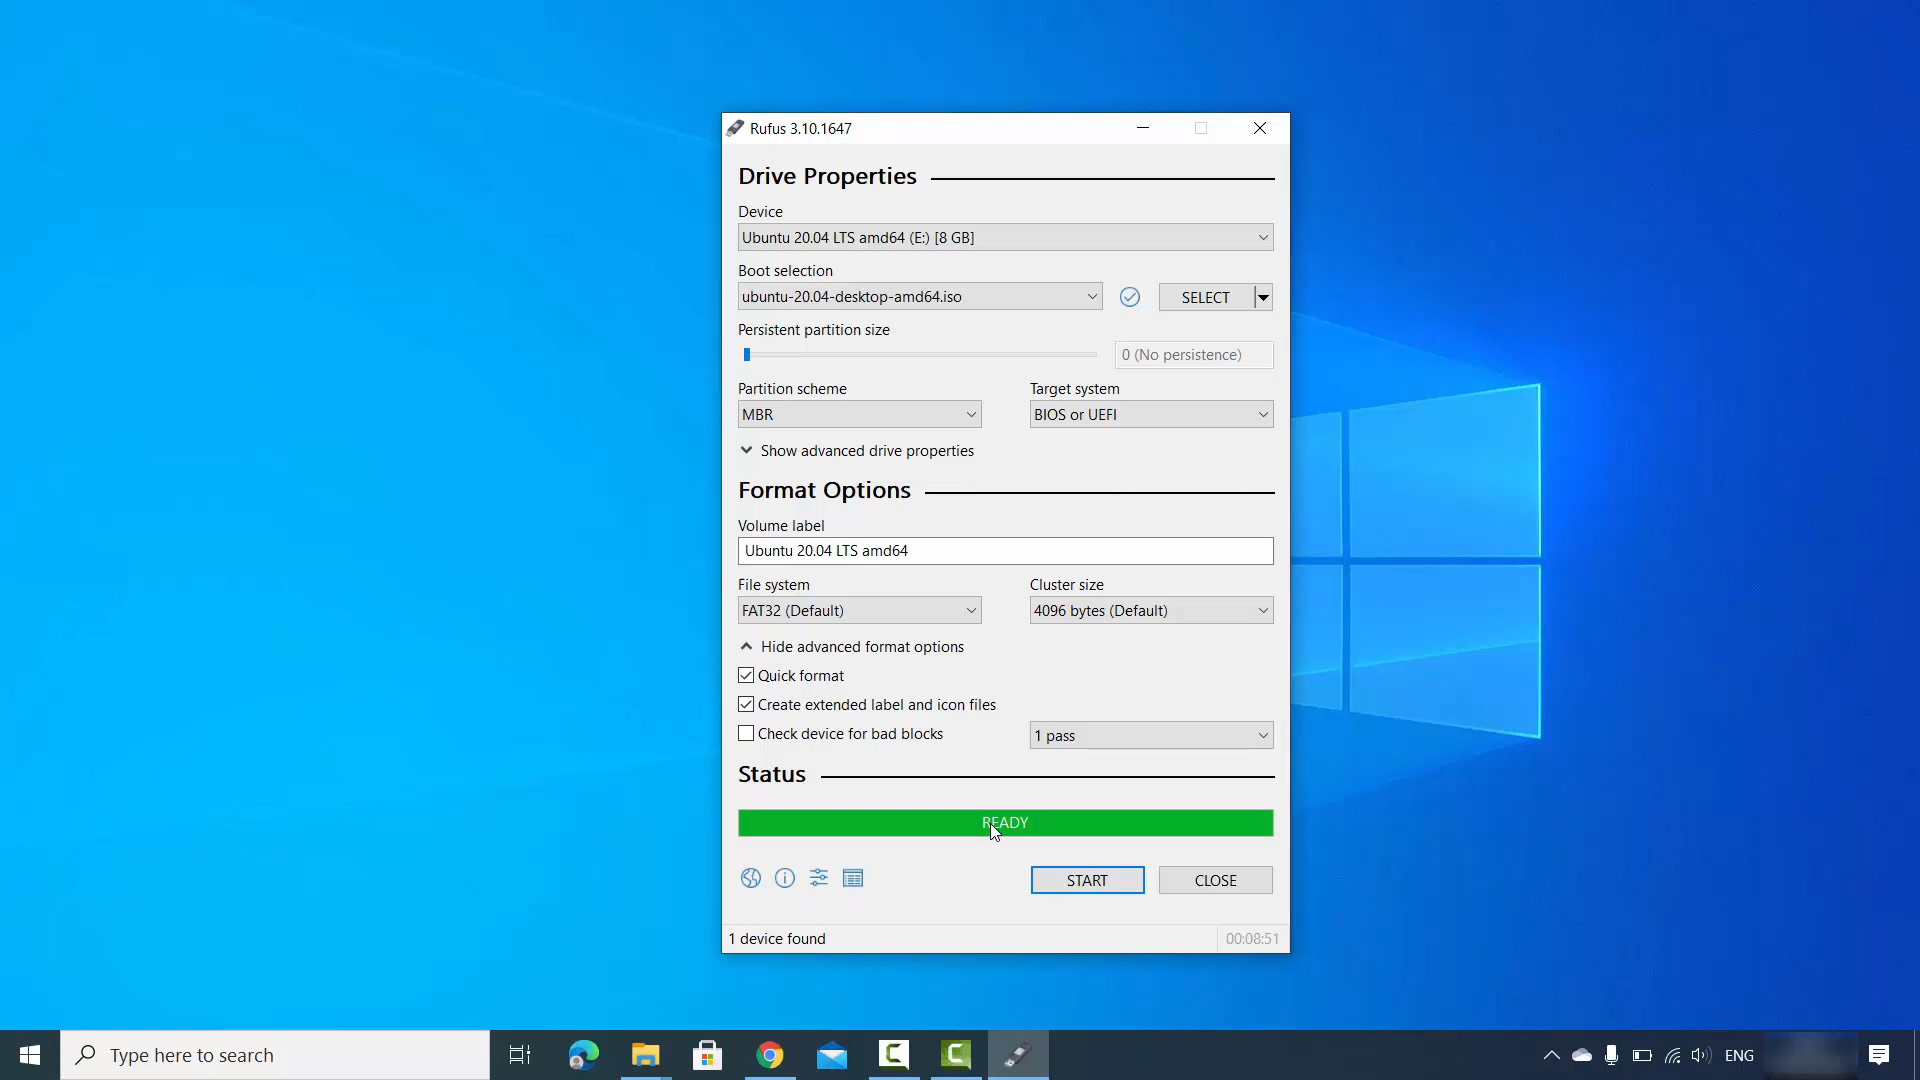 Rufus 3.10.1647
Drive Properties
Device
Ubuntu 20.04 LTS amd64 (E:) [8 GB]
Boot selection
ubuntu-20.04-desktop-amd64.iso
SELECT
Persistent partition size
0 (No persistence)
Partition scheme
Target system
MBR
BIOS or UEFI
Show advanced drive properties
Format Options
Volume label
Ubuntu 20.04 LTS amd64
File system
Cluster size
FAT32 (Default)
4096 bytes (Default)
Hide advanced format options
Quick format
Create extended label and icon files
Check device for bad blocks
1 pass
Status
READY
START
CLOSE
1 device found
00:08:51
Type here to search
ENG